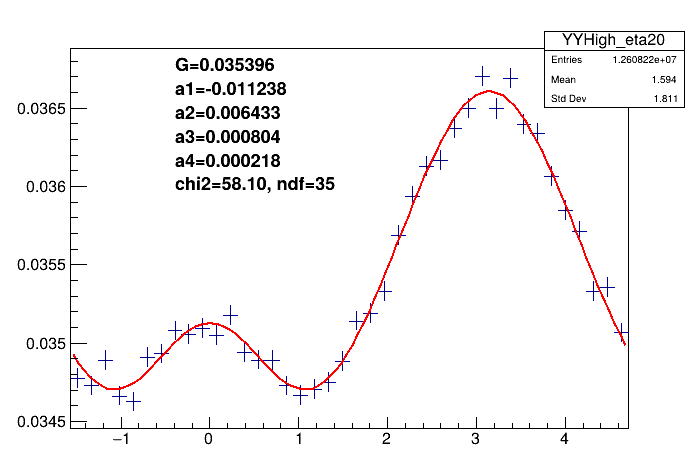 YYHigh_eta20
Entries 1.260822e+07
Mean 1.594
Std Dev 1.811
G=0.035396
a1=-0.011238
a2=0.006433
a3=0.000804
a4=0.000218
chi2=58.10, ndf=35
0.0365
0.036
0.0355
0.035
0.0345
−1 0 1 2 3 4